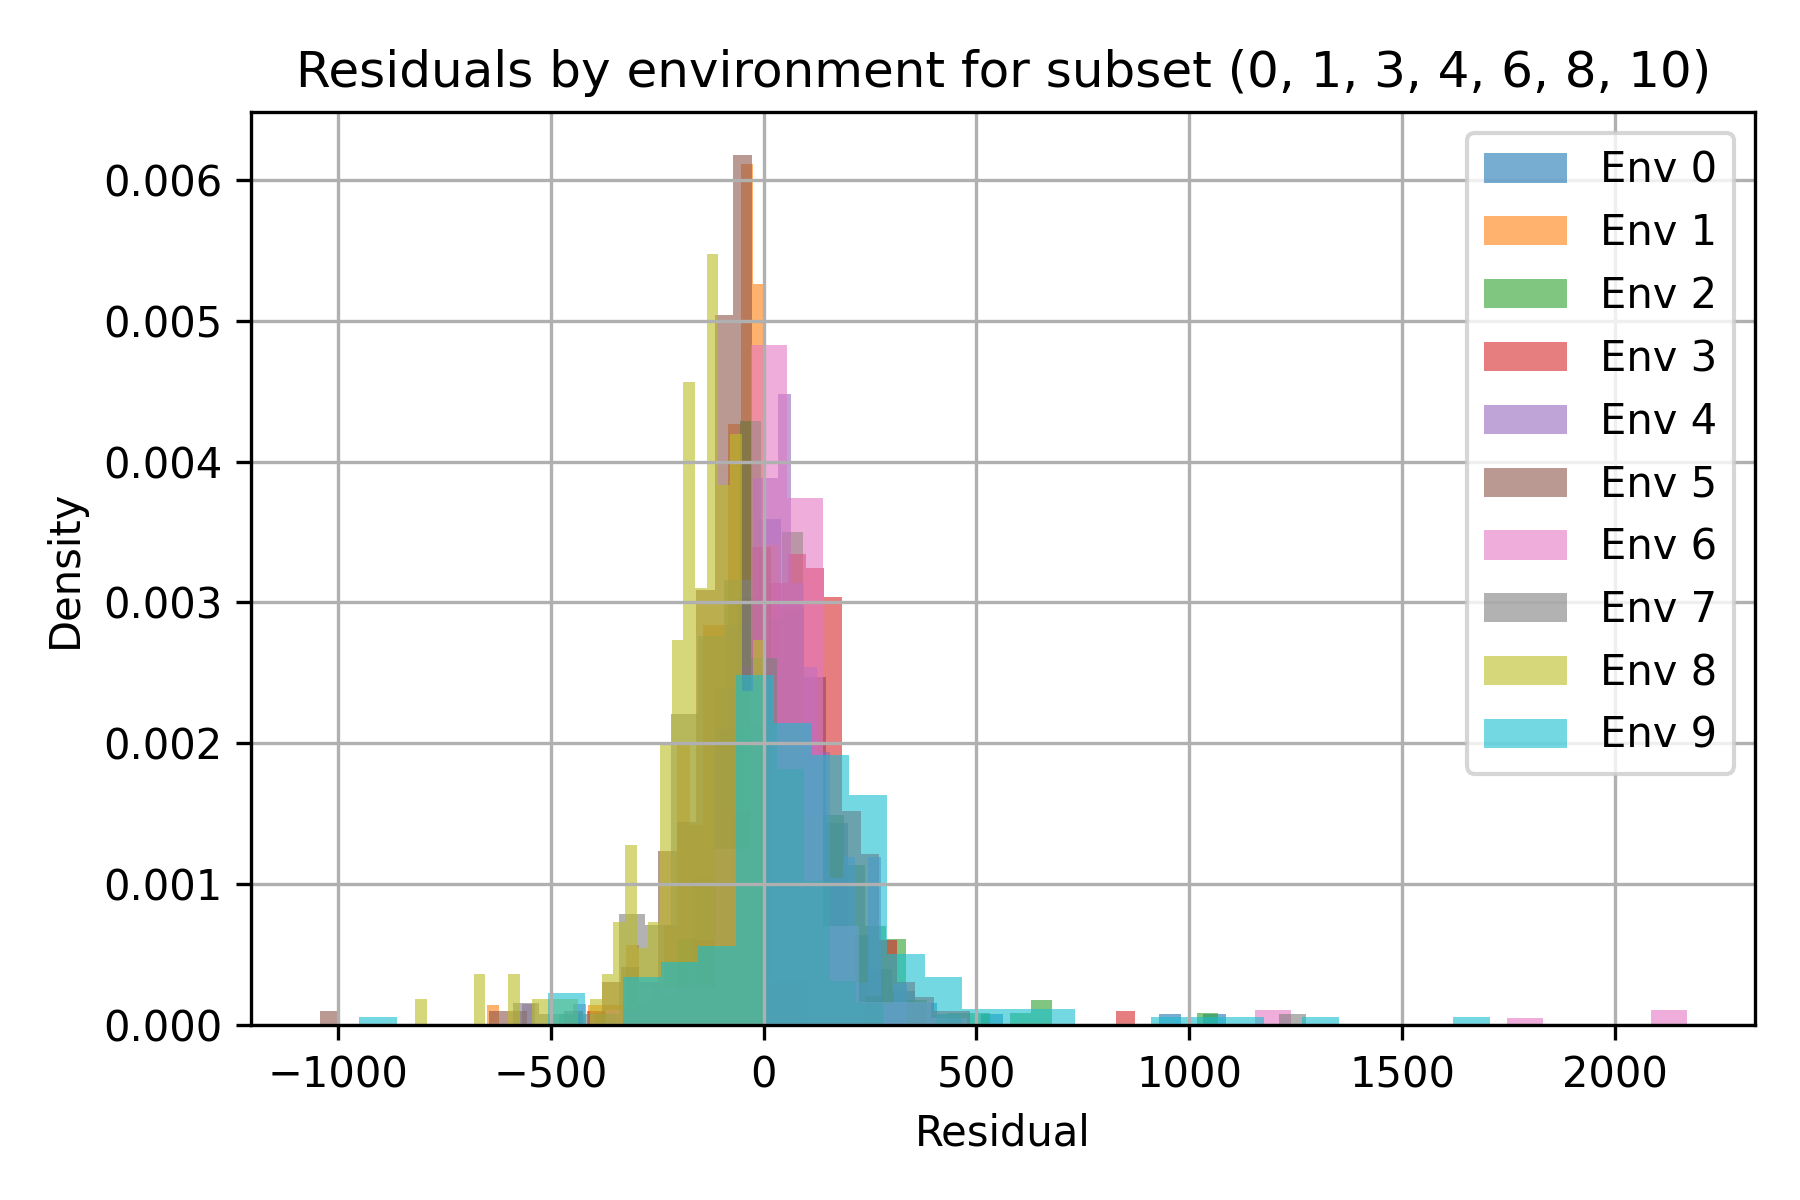 Residuals by environment for subset (0, 1, 3, 4, 6, 8, 10)
0.006
0.005
0.004
0.003
0.002
0.001
0.000
Density
−1000
−500
0
500
1000
1500
2000
Residual
Env 0
Env 1
Env 2
Env 3
Env 4
Env 5
Env 6
Env 7
Env 8
Env 9